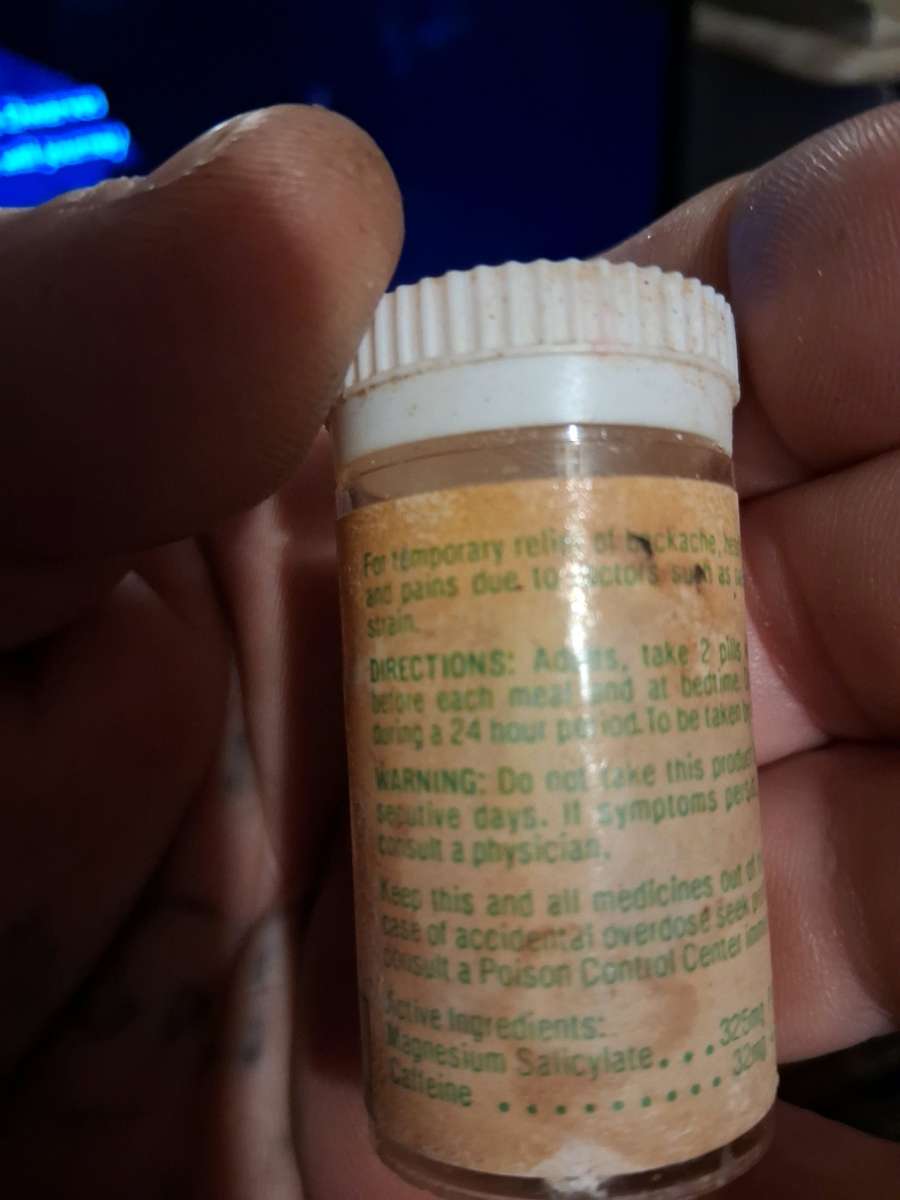 For temporary relief of backache,
and pains due to factors such as
strain.
DIRECTIONS: Adults, take 2 pills
before each meal and at bedtime.
during a 24 hour period. To be taken
WARNING: Do not take this product
secutive days. If symptoms
consult a physician.
Keep this and all medicines out of
case of accidental overdose seek
consult a Poison Control Center
Active Ingredients:
Magnesium Salicylate . . . 325mg
Caffeine . . . . . . . . . 32mg